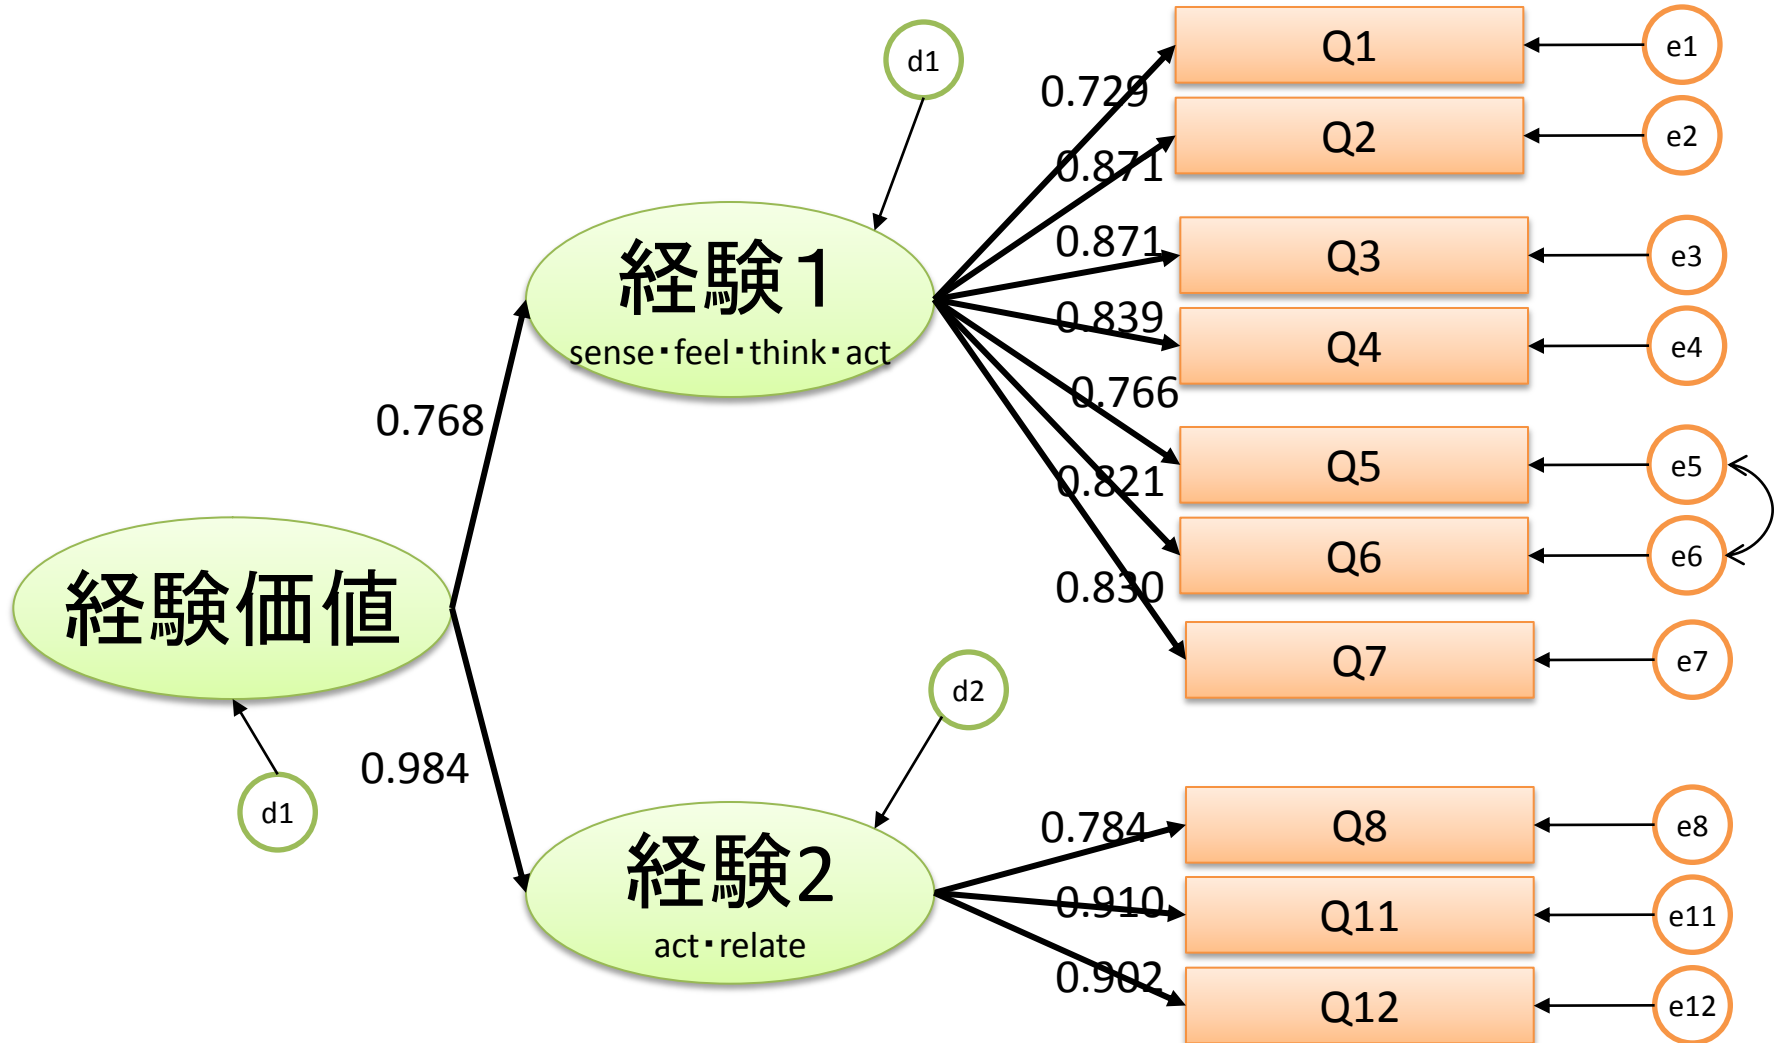 d1
Q1
e1
0.729
Q2
e2
0.871
経験1
sense・feel・think・act
0.871
Q3
e3
0.839
Q4
e4
0.766
0.768
Q5
e5
0.821
Q6
e6
0.830
経験価値
Q7
e7
d2
0.984
d1
経験2
act・relate
0.784
Q8
e8
0.910
Q11
e11
0.902
Q12
e12